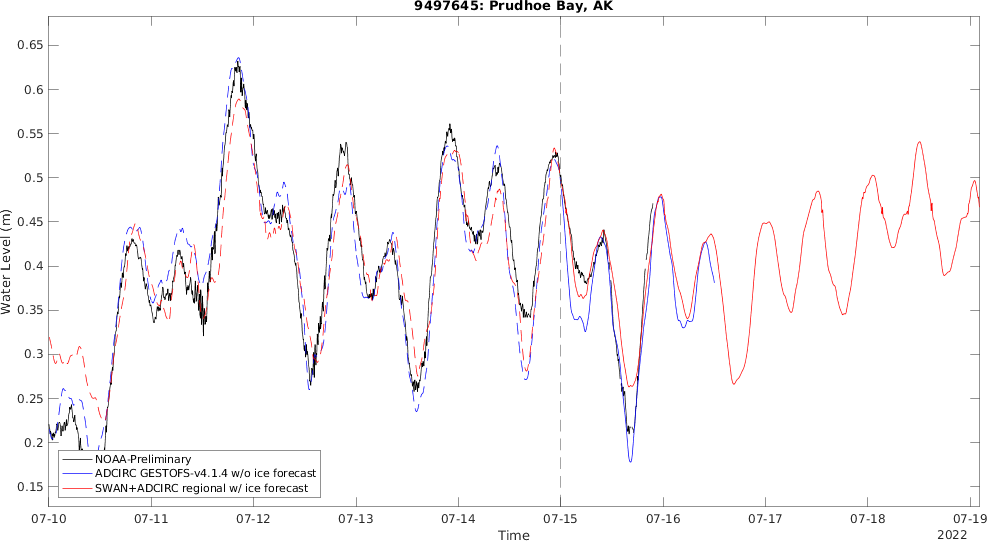 9497645: Prudhoe Bay, AK
0.65
0.6
0.55
0.5
0.45
0.4
0.35
0.3
0.25
0.2
0.15
Water Level (m)
NOAA-Preliminary
ADCIRC GESTOFS-v4.1.4 w/o ice forecast
SWAN+ADCIRC regional w/ ice forecast
07-10 07-11 07-12 07-13 07-14 07-15 07-16 07-17 07-18 07-19
Time
2022